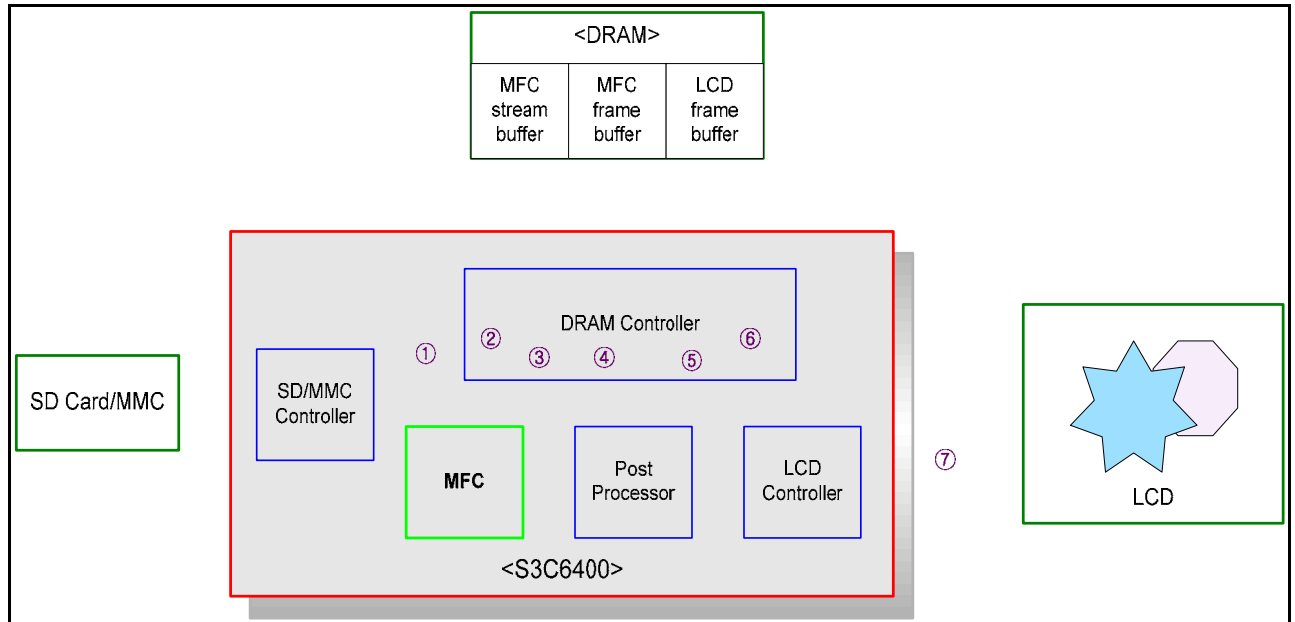 <DRAM>
MFC
stream
buffer
MFC
frame
buffer
LCD
frame
buffer
DRAM Controller
①
②
③
④
⑤
⑥
SD Card/MMC
SD/MMC
Controller
MFC
Post
Processor
LCD
Controller
⑦
LCD
<S3C6400>